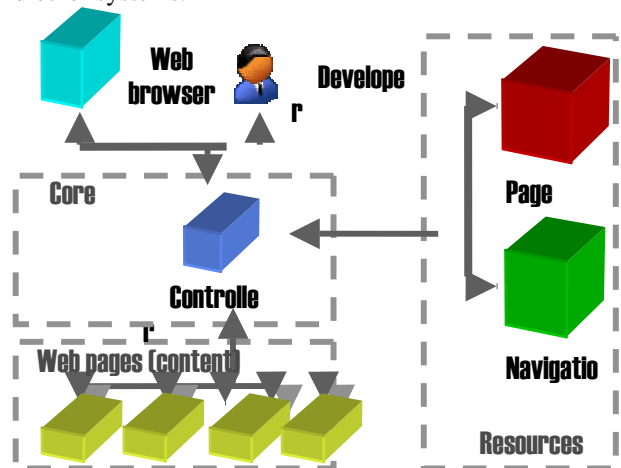 Web
browser
Develope
r
Core
Page
Controlle
r
Web pages (content)
Navigatio
Resources